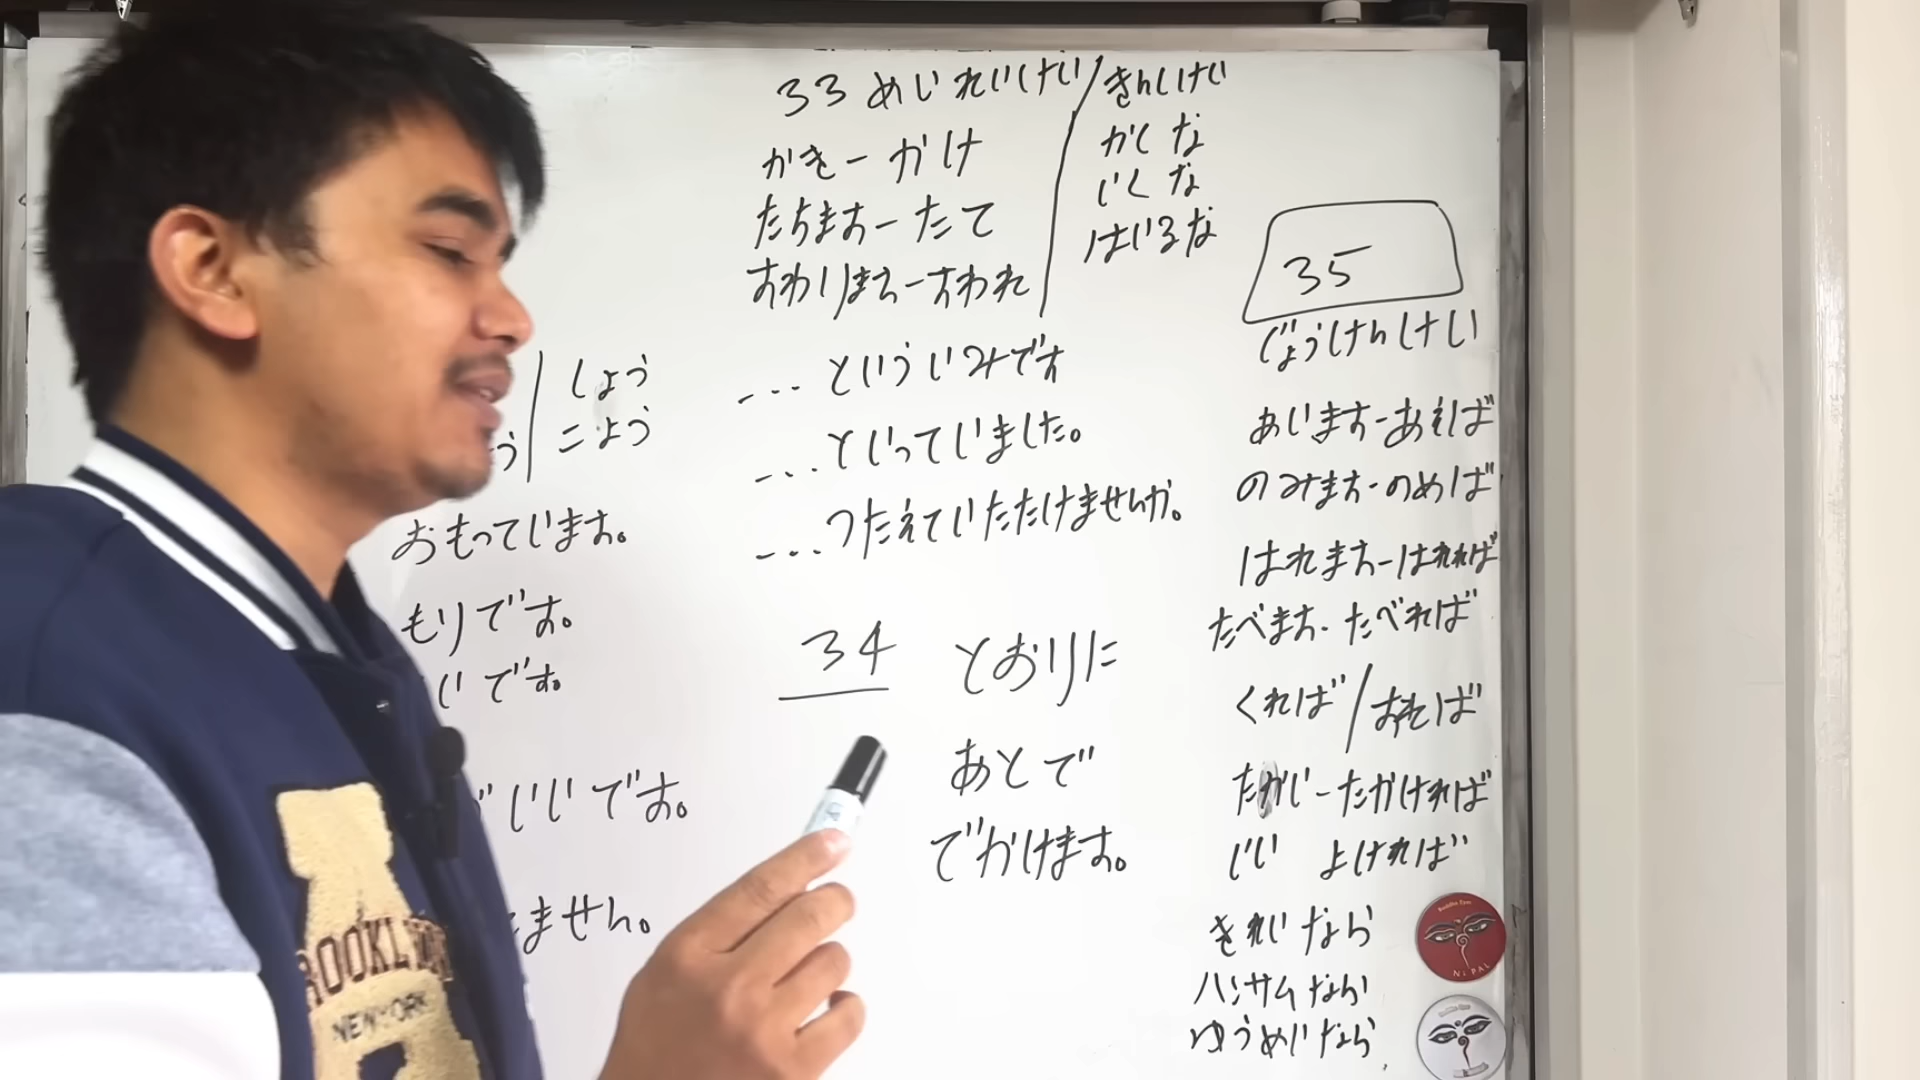 33 めいれいけい/きんしけい
かき-かけ
かくな
たちます-たて
いくな
すわります-すわれ
はいるな
しょう
う
こよう
おもっています。
もりです。
いです。
がいいです。
ません。
...といういみです
...といっていました。
...つたえていただけませんか。
34 とおりに
あとで
でかけます。
35
じょうけんけい
あいます-あえば
のみます-のめば
はれます-はれれば
たべます-たべれば
くれば/すれば
たかい-たかければ
いい よければ
きれいなら
ハンサムなら
ゆうめいなら
NEPAL
BROOKLYN
NEW YORK